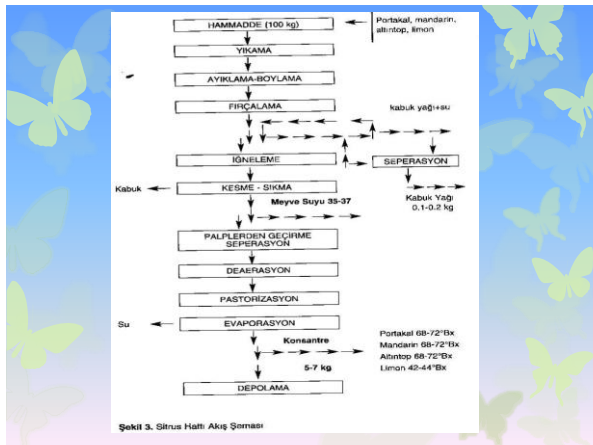 HAMMADDE (100 kg)
Portakal, mandarin,
altıntop, limon
YIKAMA
AYIKLAMA-BOYLAMA
FIRÇALAMA
kabuk yağı+su
İĞNELEME
SEPERASYON
Kabuk
KESME - SIKMA
Kabuk Yağı
0.1-0.2 kg
Meyve Suyu 35-37
PALPLERDEN GEÇİRME
SEPERASYON
DEAERASYON
PASTORİZASYON
Su
EVAPORASYON
Konsantre
Portakal 68-72°Bx
Mandarin 68-72°Bx
Altıntop 68-72°Bx
Limon 42-44°Bx
5-7 kg
DEPOLAMA
Şekil 3. Sitrus Hattı Akış Şeması